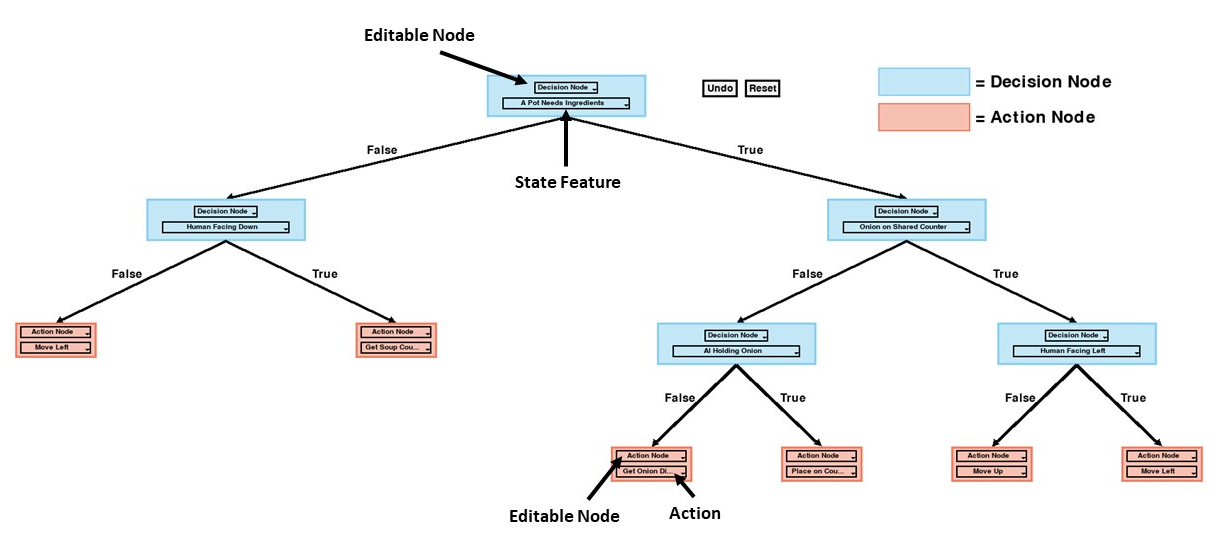 Editable Node
Decision Node
A Pot Needs Ingredients
Undo
Reset
= Decision Node
= Action Node
False
True
State Feature
Decision Node
Human Facing Down
Decision Node
Onion on Shared Counter
False
True
False
True
Action Node
Move Left
Action Node
Get Soup Cou...
Decision Node
AI Holding Onion
Decision Node
Human Facing Left
False
True
False
True
Action Node
Get Onion Di...
Action Node
Place on Cou...
Action Node
Move Up
Action Node
Move Left
Editable Node
Action